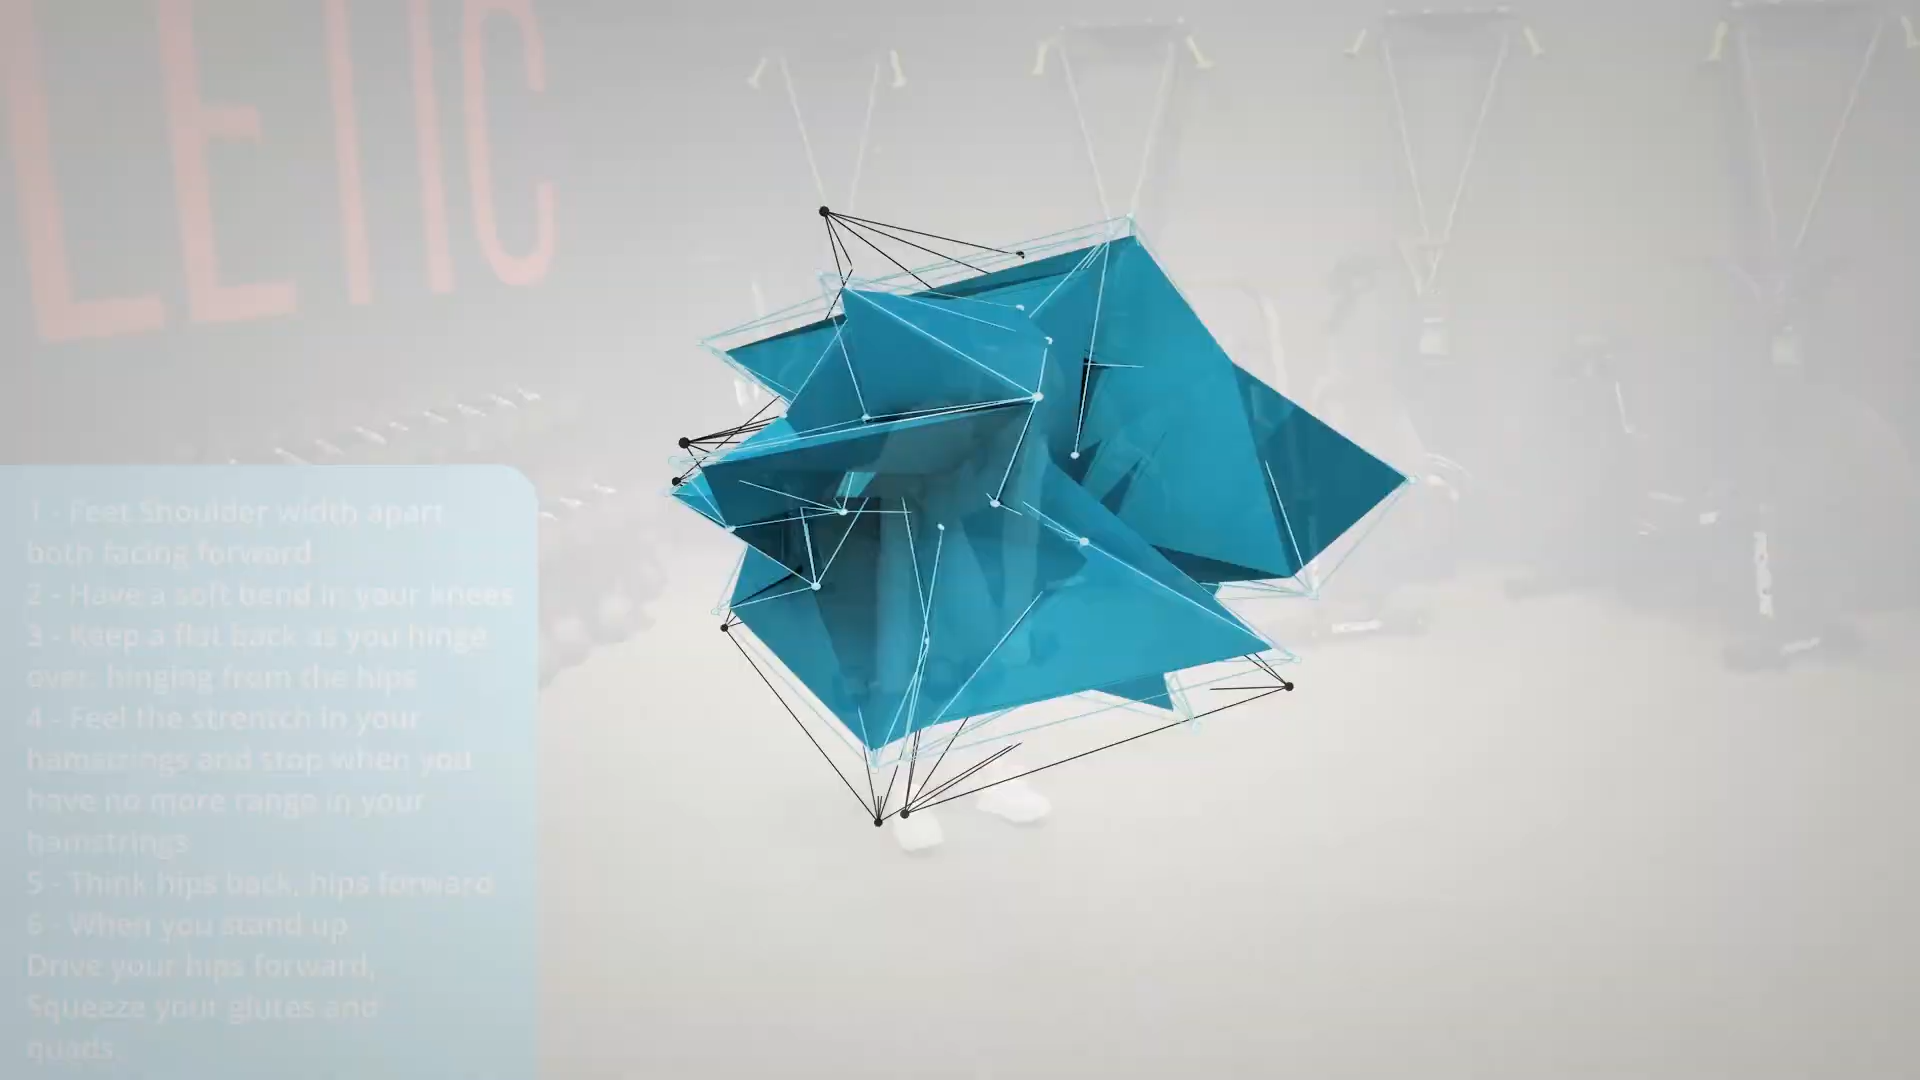 LETIC
1 - Feet Shoulder width apart
both facing forward
2 - Have a soft bend in your knees
3 - Keep a flat back as you hinge
over, hinging from the hips
4 - Feel the strentch in your
hamstrings and stop when you
have no more range in your
hamstrings
5 - Think hips back, hips forward
6 - When you stand up
Drive your hips forward,
Squeeze your glutes and
quads